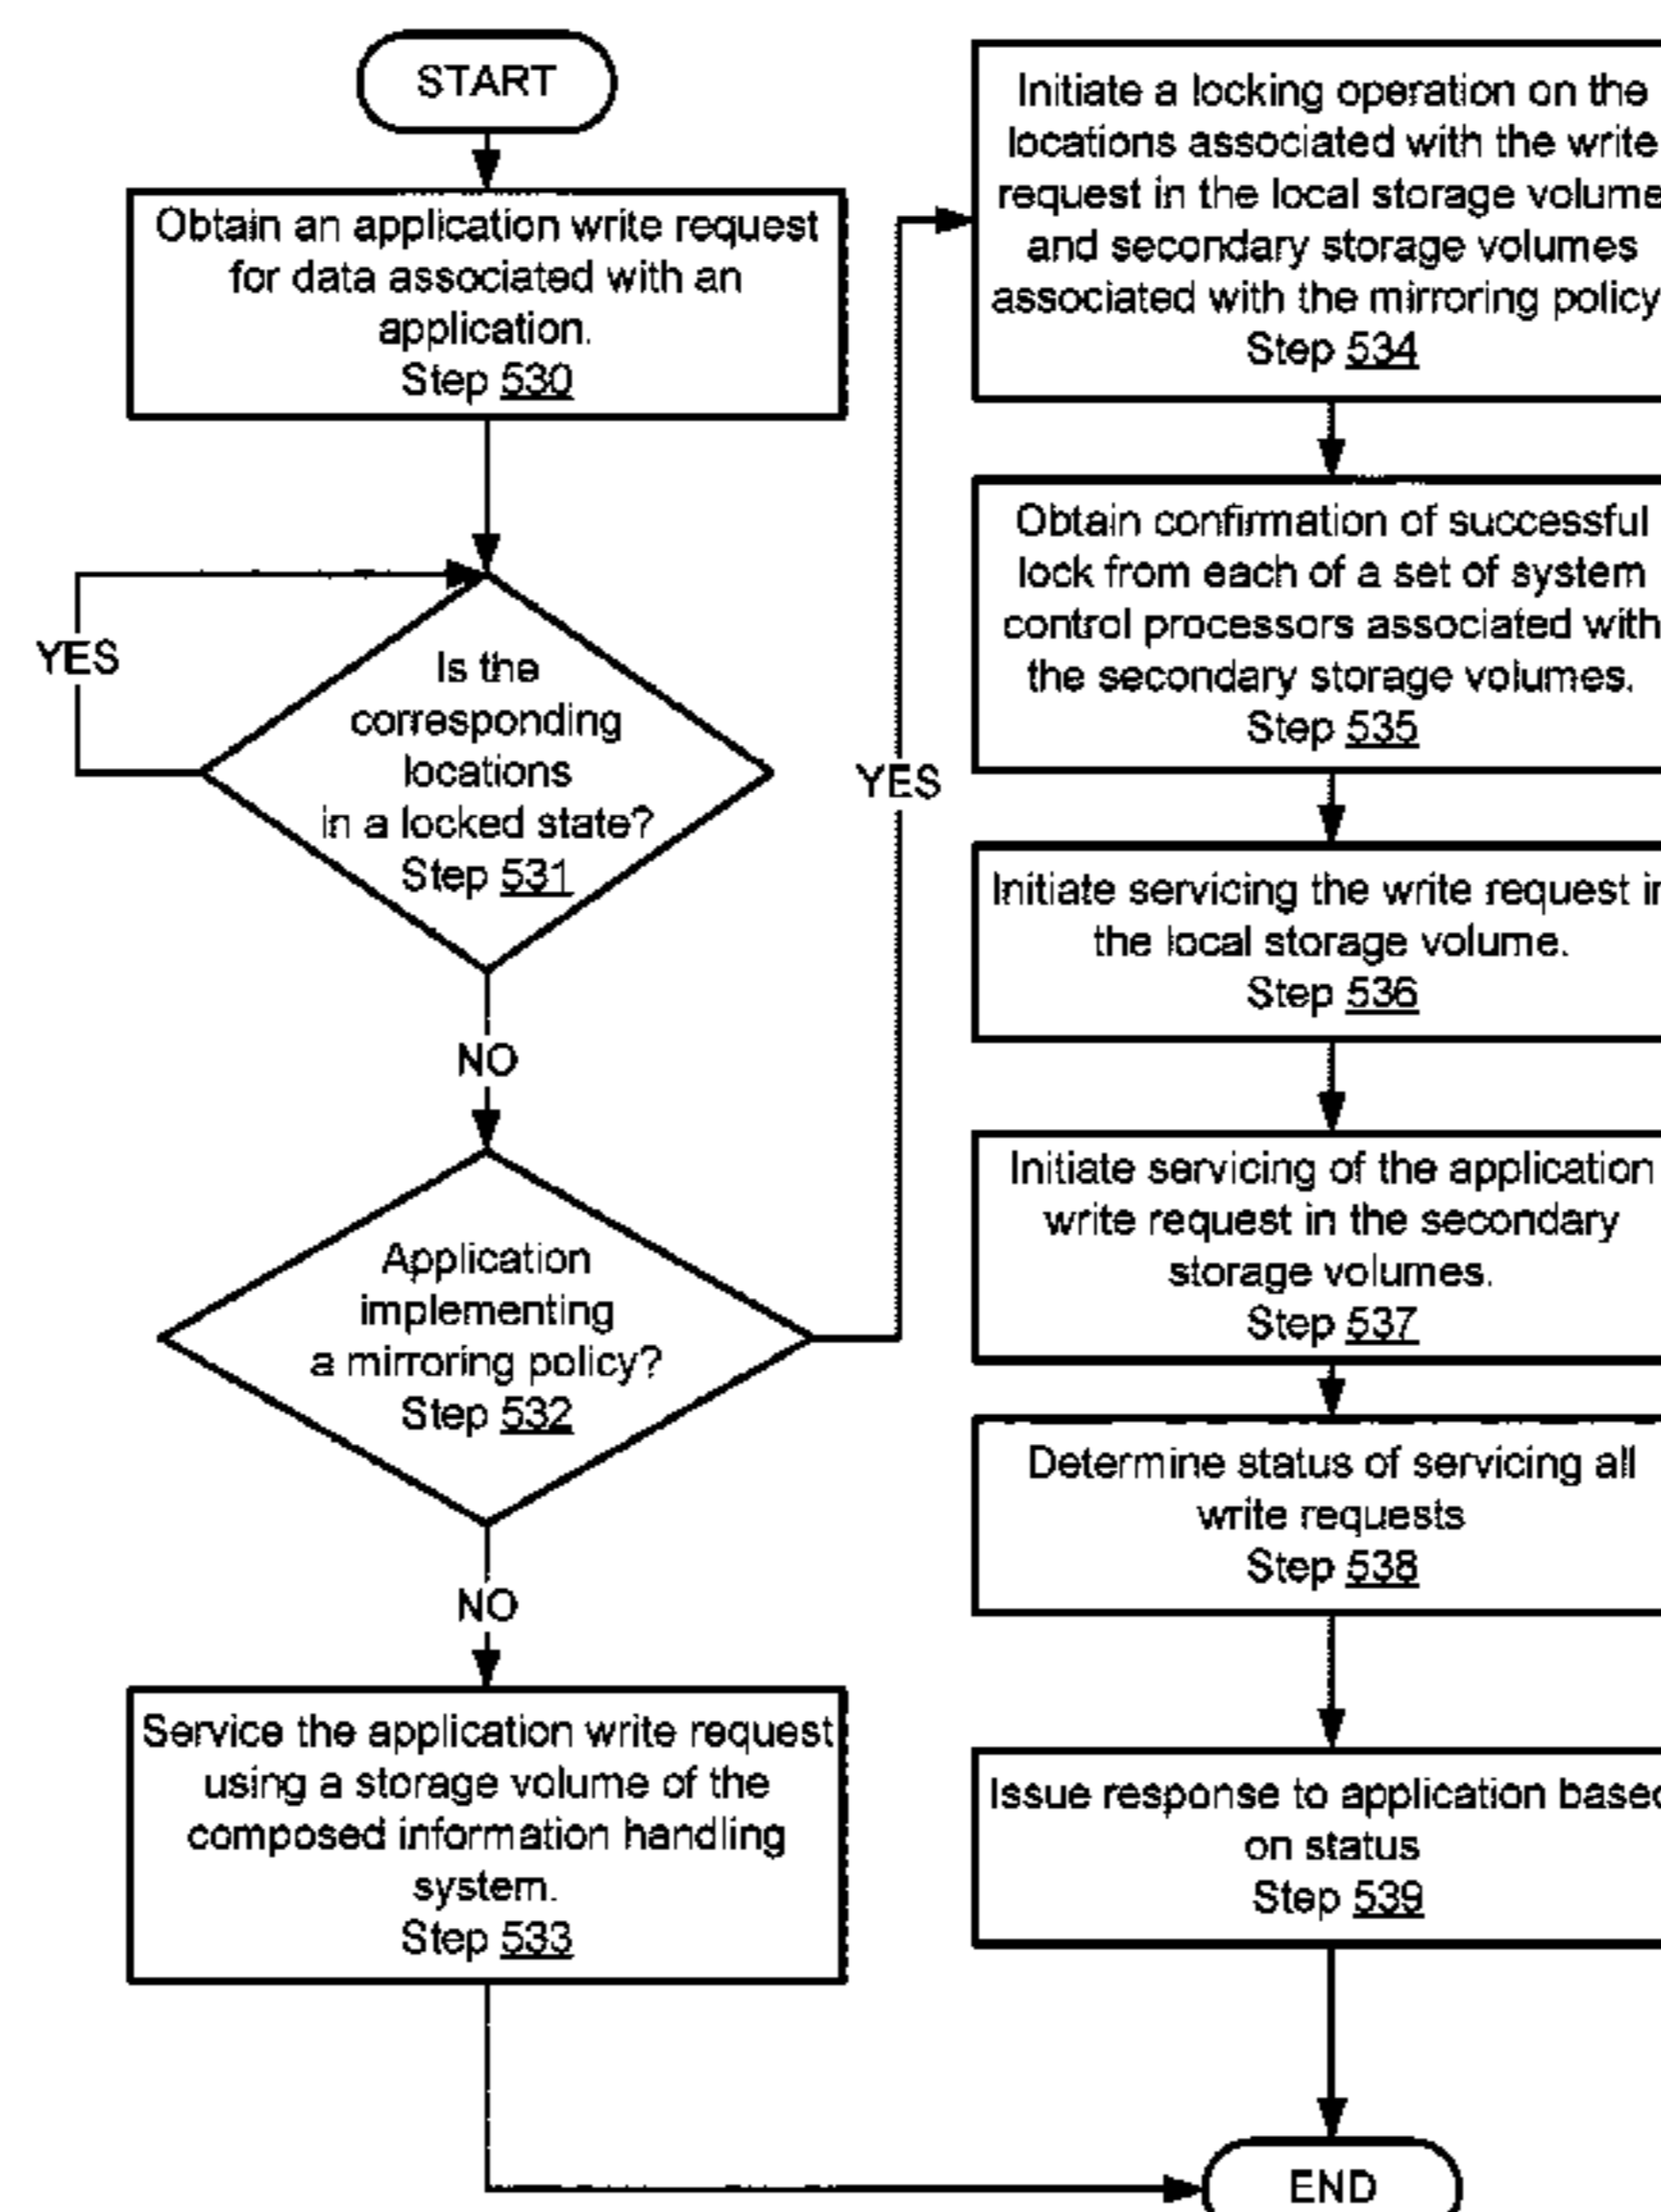 START
Obtain an application write request
for data associated with an
application.
Step 530
YES
Is the
corresponding
locations
in a locked state?
Step 531
NO
Application
implementing
a mirroring policy?
Step 532
NO
Service the application write request
using a storage volume of the
composed information handling
system.
Step 533
YES
Initiate a locking operation on the
locations associated with the write
request in the local storage volume
and secondary storage volumes
associated with the mirroring policy
Step 534
Obtain confirmation of successful
lock from each of a set of system
control processors associated with
the secondary storage volumes.
Step 535
Initiate servicing the write request in
the local storage volume.
Step 536
Initiate servicing of the application
write request in the secondary
storage volumes.
Step 537
Determine status of servicing all
write requests
Step 538
Issue response to application based
on status
Step 539
END